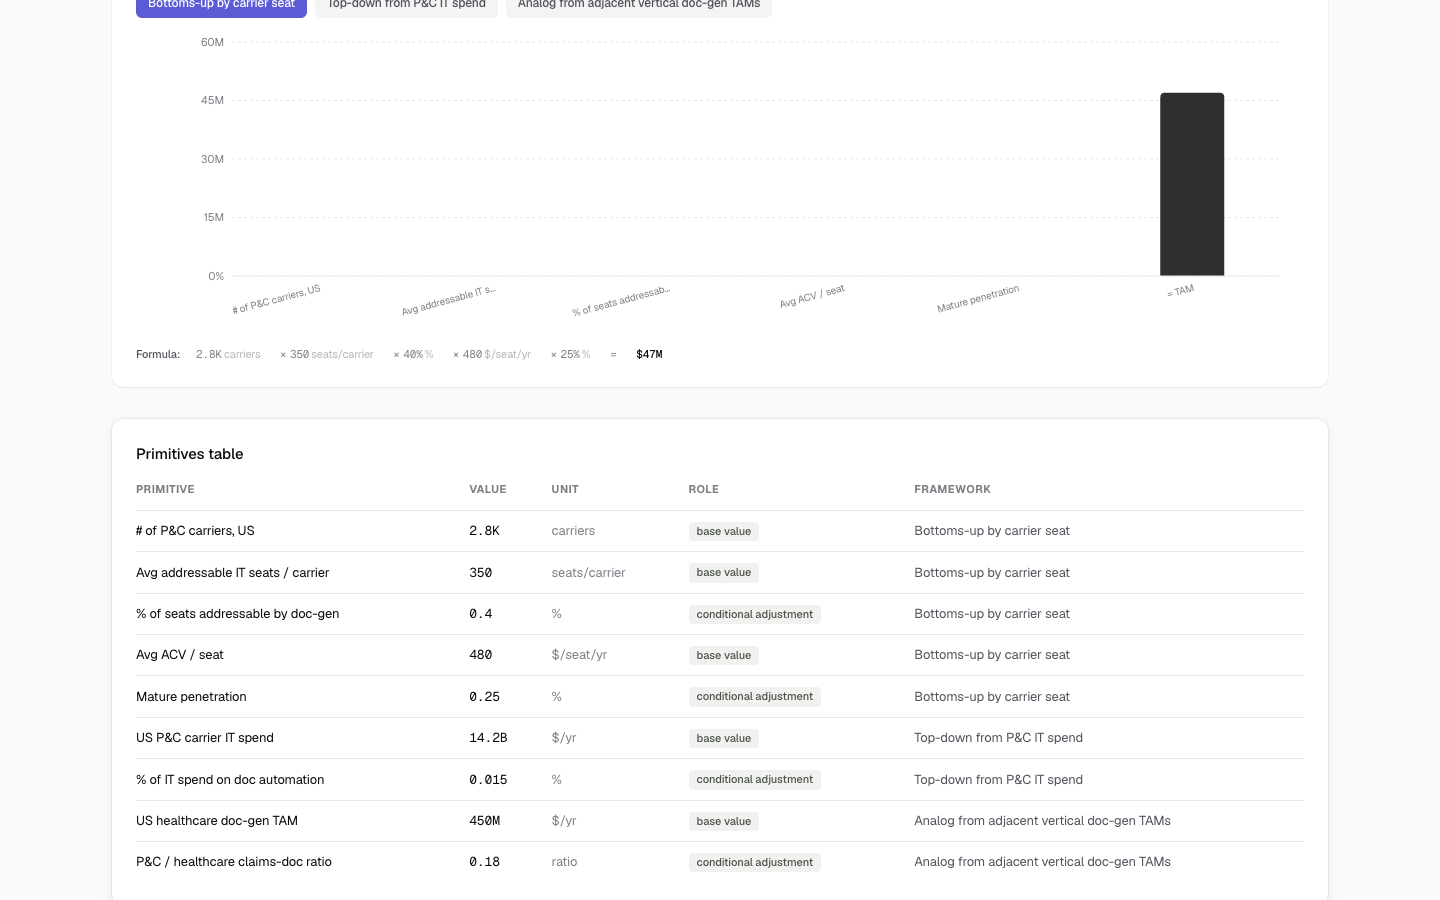 Bottoms-up by carrier seat Top-down from P&C IT spend Analog from adjacent vertical doc-gen TAMs
60M
45M
30M
15M
0%
# of P&C carriers, US Avg addressable IT s... % of seats addressab... Avg ACV / seat Mature penetration = TAM
Formula: 2.8K carriers × 350 seats/carrier × 40% % × 480 $/seat/yr × 25% % = $47M
Primitives table
PRIMITIVE VALUE UNIT ROLE FRAMEWORK
# of P&C carriers, US 2.8K carriers base value Bottoms-up by carrier seat
Avg addressable IT seats / carrier 350 seats/carrier base value Bottoms-up by carrier seat
% of seats addressable by doc-gen 0.4 % conditional adjustment Bottoms-up by carrier seat
Avg ACV / seat 480 $/seat/yr base value Bottoms-up by carrier seat
Mature penetration 0.25 % conditional adjustment Bottoms-up by carrier seat
US P&C carrier IT spend 14.2B $/yr base value Top-down from P&C IT spend
% of IT spend on doc automation 0.015 % conditional adjustment Top-down from P&C IT spend
US healthcare doc-gen TAM 450M $/yr base value Analog from adjacent vertical doc-gen TAMs
P&C / healthcare claims-doc ratio 0.18 ratio conditional adjustment Analog from adjacent vertical doc-gen TAMs